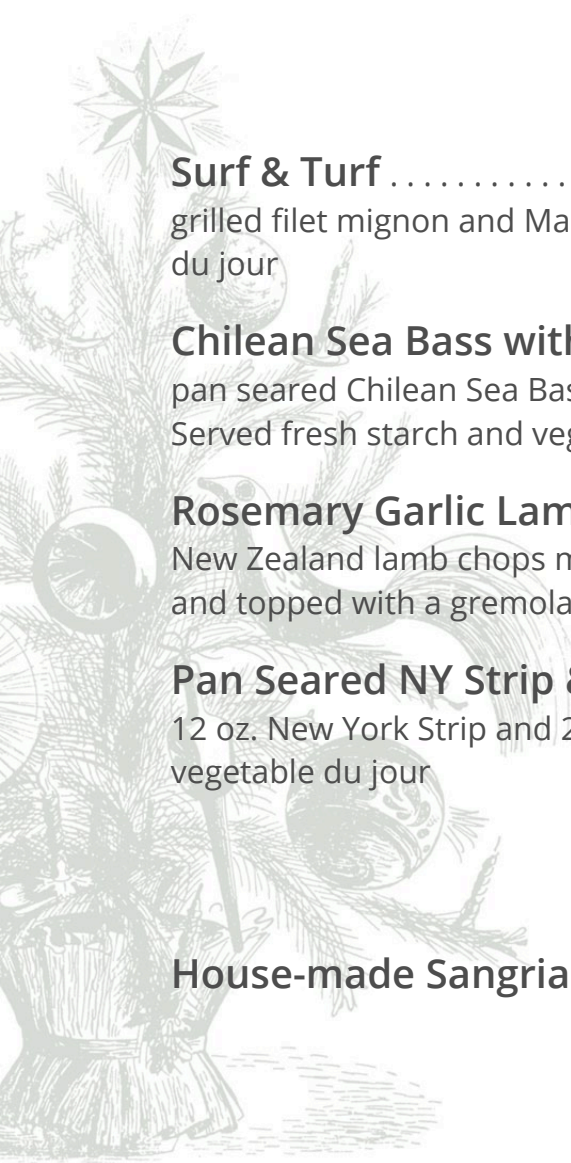 Surf & Turf . . . . . . . . . . .
grilled filet mignon and Ma
du jour
Chilean Sea Bass with
pan seared Chilean Sea Bas
Served fresh starch and veg
Rosemary Garlic Lam
New Zealand lamb chops m
and topped with a gremola
Pan Seared NY Strip &
12 oz. New York Strip and 2
vegetable du jour
House-made Sangria